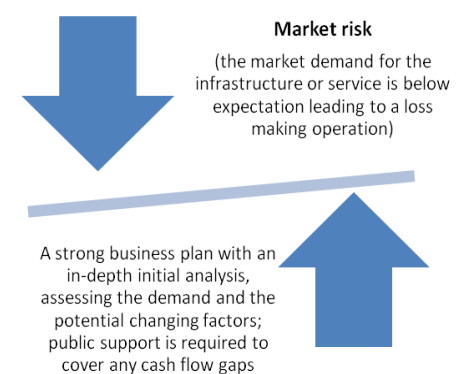 Market risk
(the market demand for the
infrastructure or service is below
expectation leading to a loss
making operation)
A strong business plan with an
in-depth initial analysis,
assessing the demand and the
potential changing factors;
public support is required to
cover any cash flow gaps